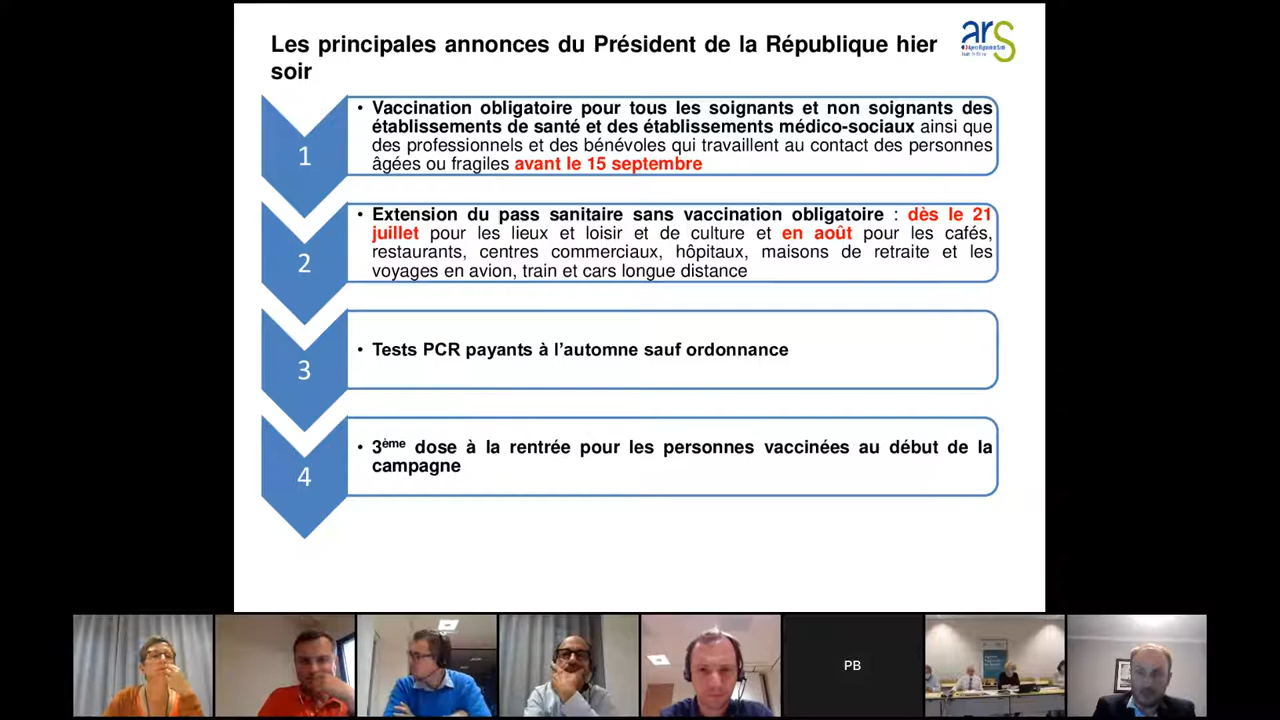 Les principales annonces du Président de la République hier
soir
ars
1
• Vaccination obligatoire pour tous les soignants et non soignants des
établissements de santé et des établissements médico-sociaux ainsi que
des professionnels et des bénévoles qui travaillent au contact des personnes
âgées ou fragiles avant le 15 septembre
2
• Extension du pass sanitaire sans vaccination obligatoire : dès le 21
juillet pour les lieux et loisir et de culture et en août pour les cafés,
restaurants, centres commerciaux, hôpitaux, maisons de retraite et les
voyages en avion, train et cars longue distance
3
• Tests PCR payants à l'automne sauf ordonnance
4
• 3ème dose à la rentrée pour les personnes vaccinées au début de la
campagne
PB